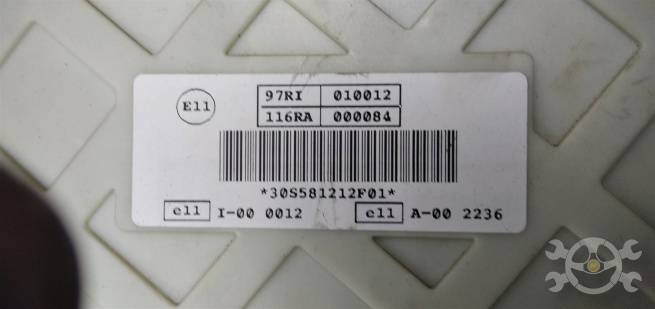 E11
97RI 010012
116RA 000084
*30S581212F01*
e11 I-00 0012 e11 A-00 2236